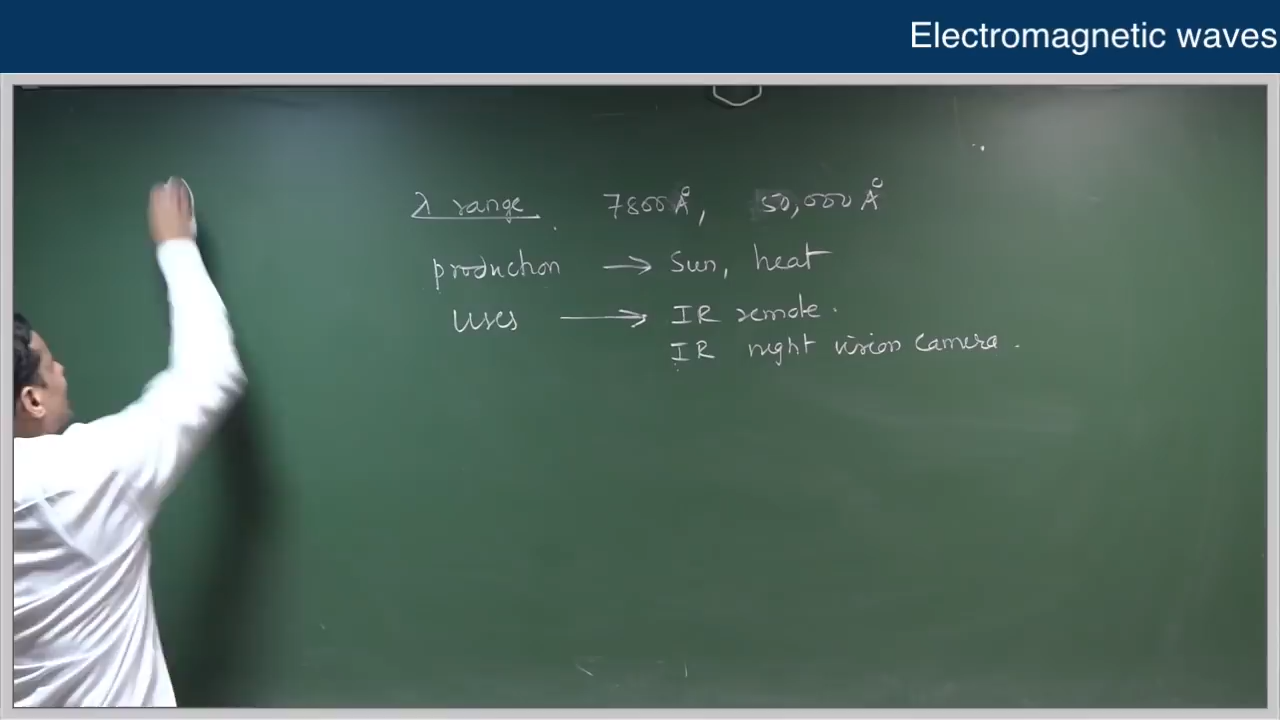 Electromagnetic waves
λ range 7800 Å, 50,000 Å
production → Sun, heat
uses → IR remote.
IR night vision camera.